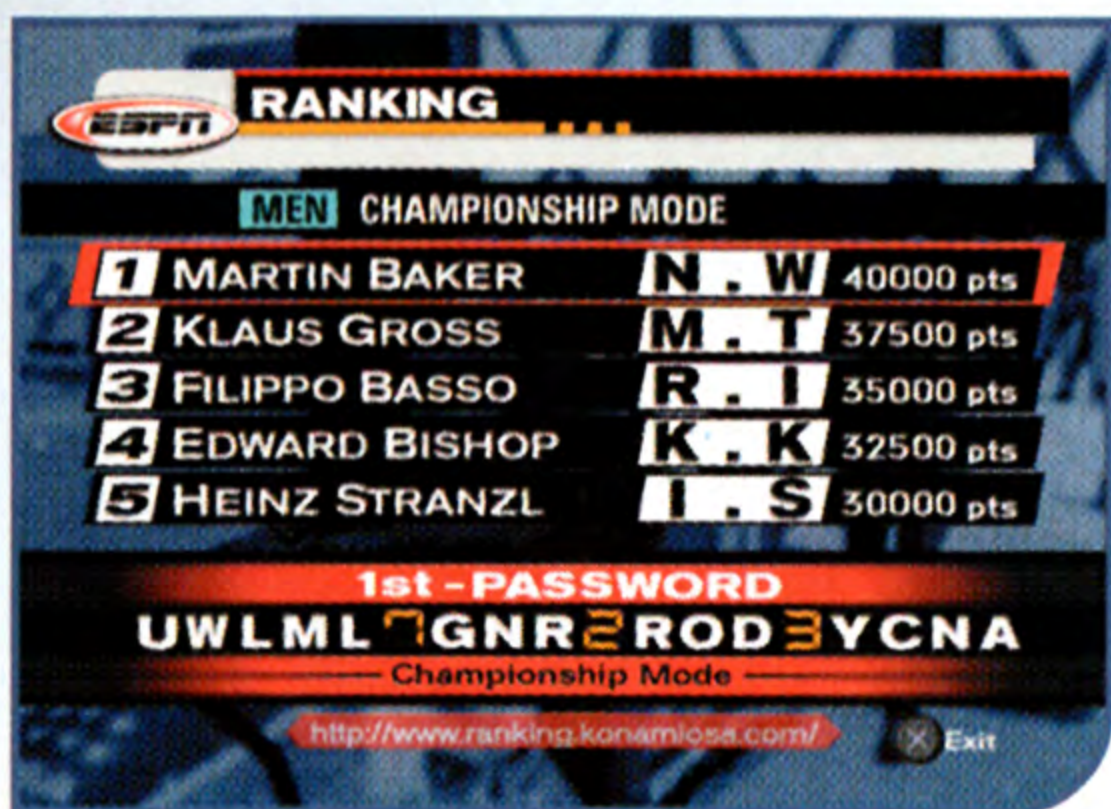 ESPN RANKING
MEN CHAMPIONSHIP MODE
1 MARTIN BAKER N.W 40000 pts
2 KLAUS GROSS M.T 37500 pts
3 FILIPPO BASSO R.I 35000 pts
4 EDWARD BISHOP K.K 32500 pts
5 HEINZ STRANZL I.S 30000 pts
1st-PASSWORD
UWLML7GNR2ROD3YCNA
Championship Mode
http://www.ranking.konamiosa.com/ X Exit